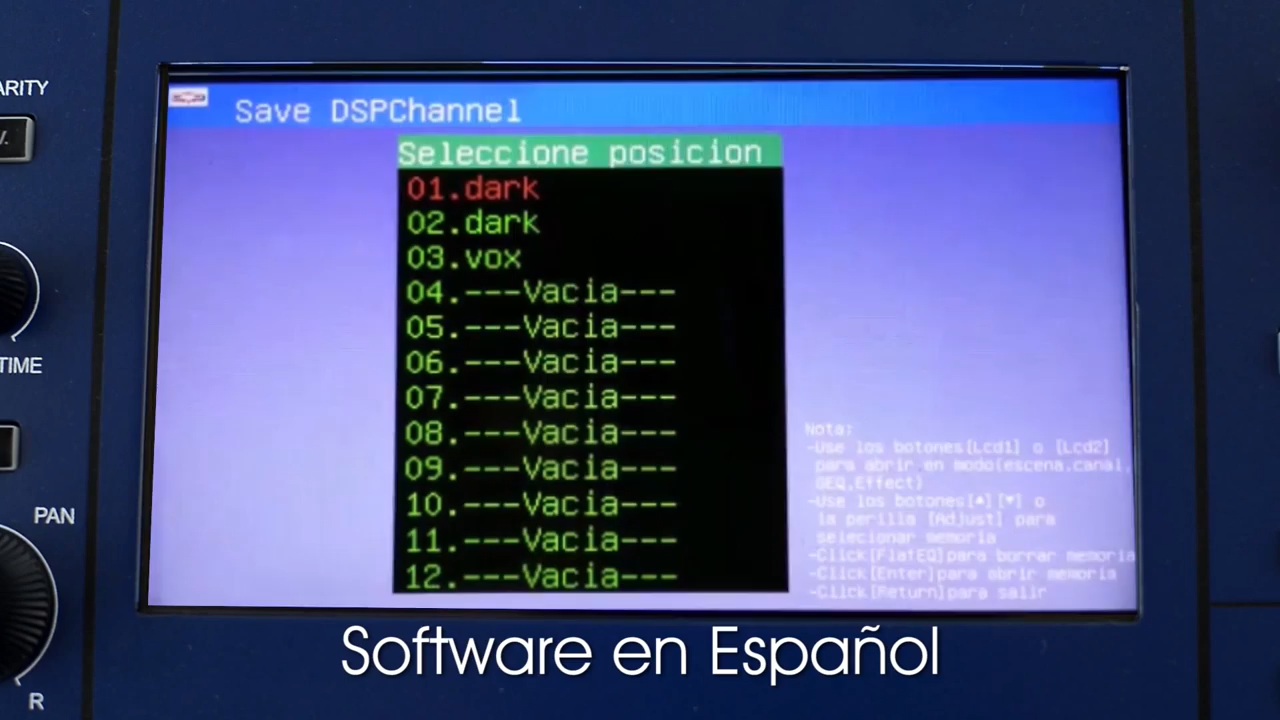 ARITY
V.
TIME
PAN
R
Save DSPChannel
Seleccione posicion
01.dark
02.dark
03.vox
04.---Vacia---
05.---Vacia---
06.---Vacia---
07.---Vacia---
08.---Vacia---
09.---Vacia---
10.---Vacia---
11.---Vacia---
12.---Vacia---
Nota:
-Use los botones[Lcd1] o [Lcd2]
para abrir en modo(escena.canal,
GEQ,Effect)
-Use los botones[▲][▼] o
la perilla [Adjust] para
selecionar memoria
-Click[FlatEQ]para borrar memoria
-Click[Enter]para abrir memoria
-Click[Return]para salir
Software en Español